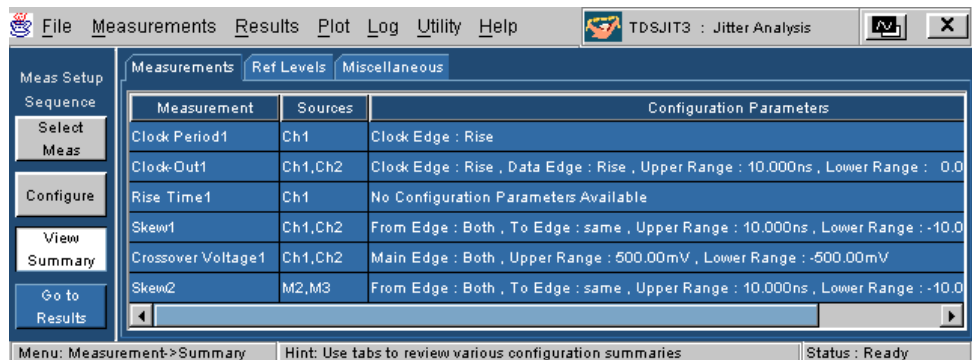 File Measurements Results Plot Log Utility Help TDSJIT3 : Jitter Analysis X
Meas Setup Sequence
Select Meas
Configure
View Summary
Go to Results
Measurements Ref Levels Miscellaneous
Measurement Sources Configuration Parameters
Clock Period1 Ch1 Clock Edge : Rise
Clock-Out1 Ch1,Ch2 Clock Edge : Rise , Data Edge : Rise , Upper Range : 10.000ns , Lower Range : 0.0
Rise Time1 Ch1 No Configuration Parameters Available
Skew1 Ch1,Ch2 From Edge : Both , To Edge : same , Upper Range : 10.000ns , Lower Range :-10.0
Crossover Voltage1 Ch1,Ch2 Main Edge : Both , Upper Range : 500.00mV , Lower Range :-500.00mV
Skew2 M2,M3 From Edge : Both , To Edge : same , Upper Range : 10.000ns , Lower Range :-10.0
Menu: Measurement->Summary Hint: Use tabs to review various configuration summaries Status : Ready